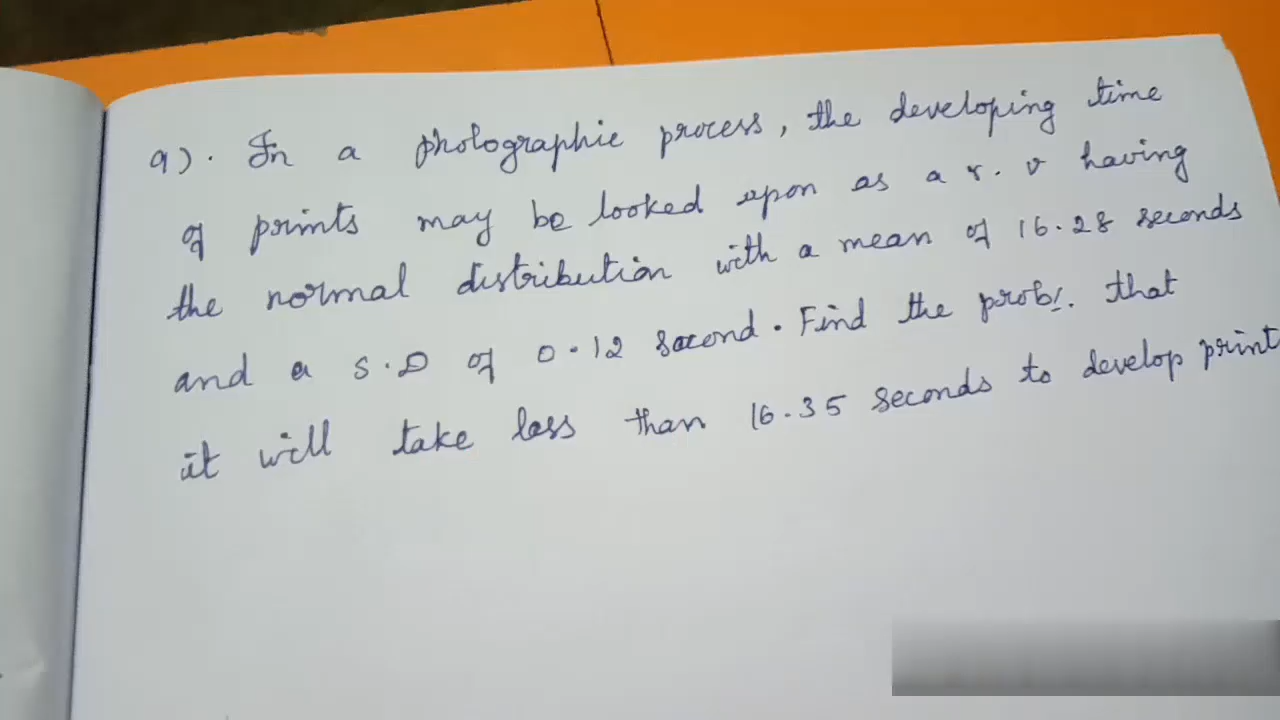 9). In a photographic process, the developing time
of prints may be looked upon as a r. v having
the normal distribution with a mean of 16.28 seconds
and a S.D of 0.12 second. Find the prob!. that
it will take less than 16.35 seconds to develop print